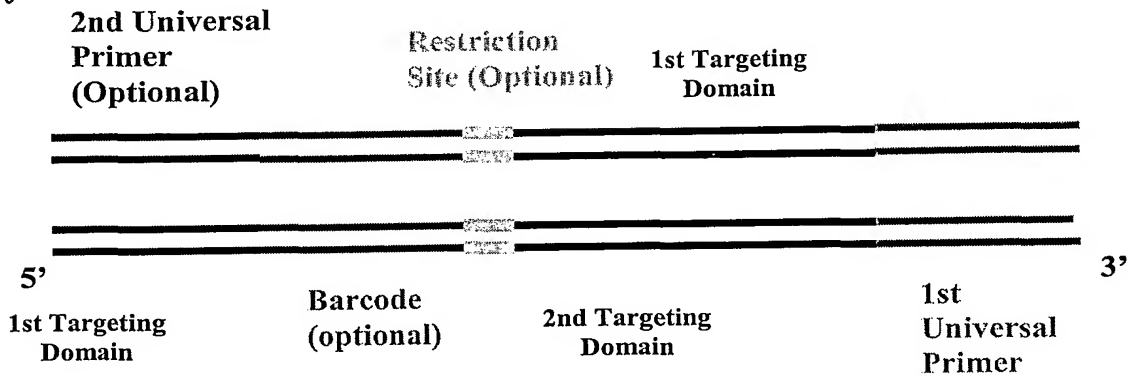 2nd Universal
Primer
(Optional)
Restriction
Site (Optional)
1st Targeting
Domain
5’
3’
1st Targeting
Domain
Barcode
(optional)
2nd Targeting
Domain
1st
Universal
Primer